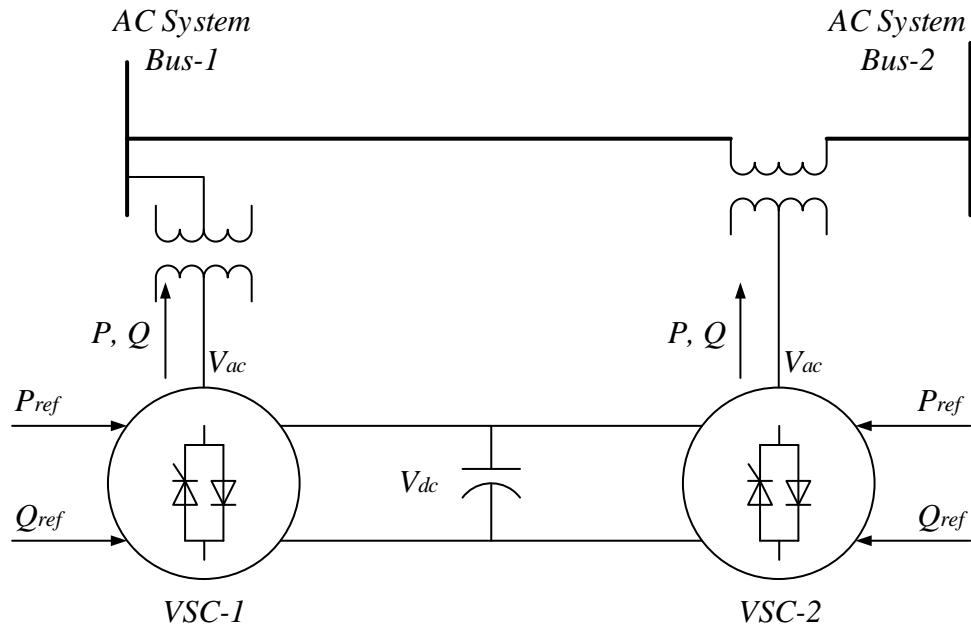 AC System
Bus-1
AC System
Bus-2
P, Q
Vac
P, Q
Vac
Pref
Pref
Vdc
Qref
Qref
VSC-1
VSC-2